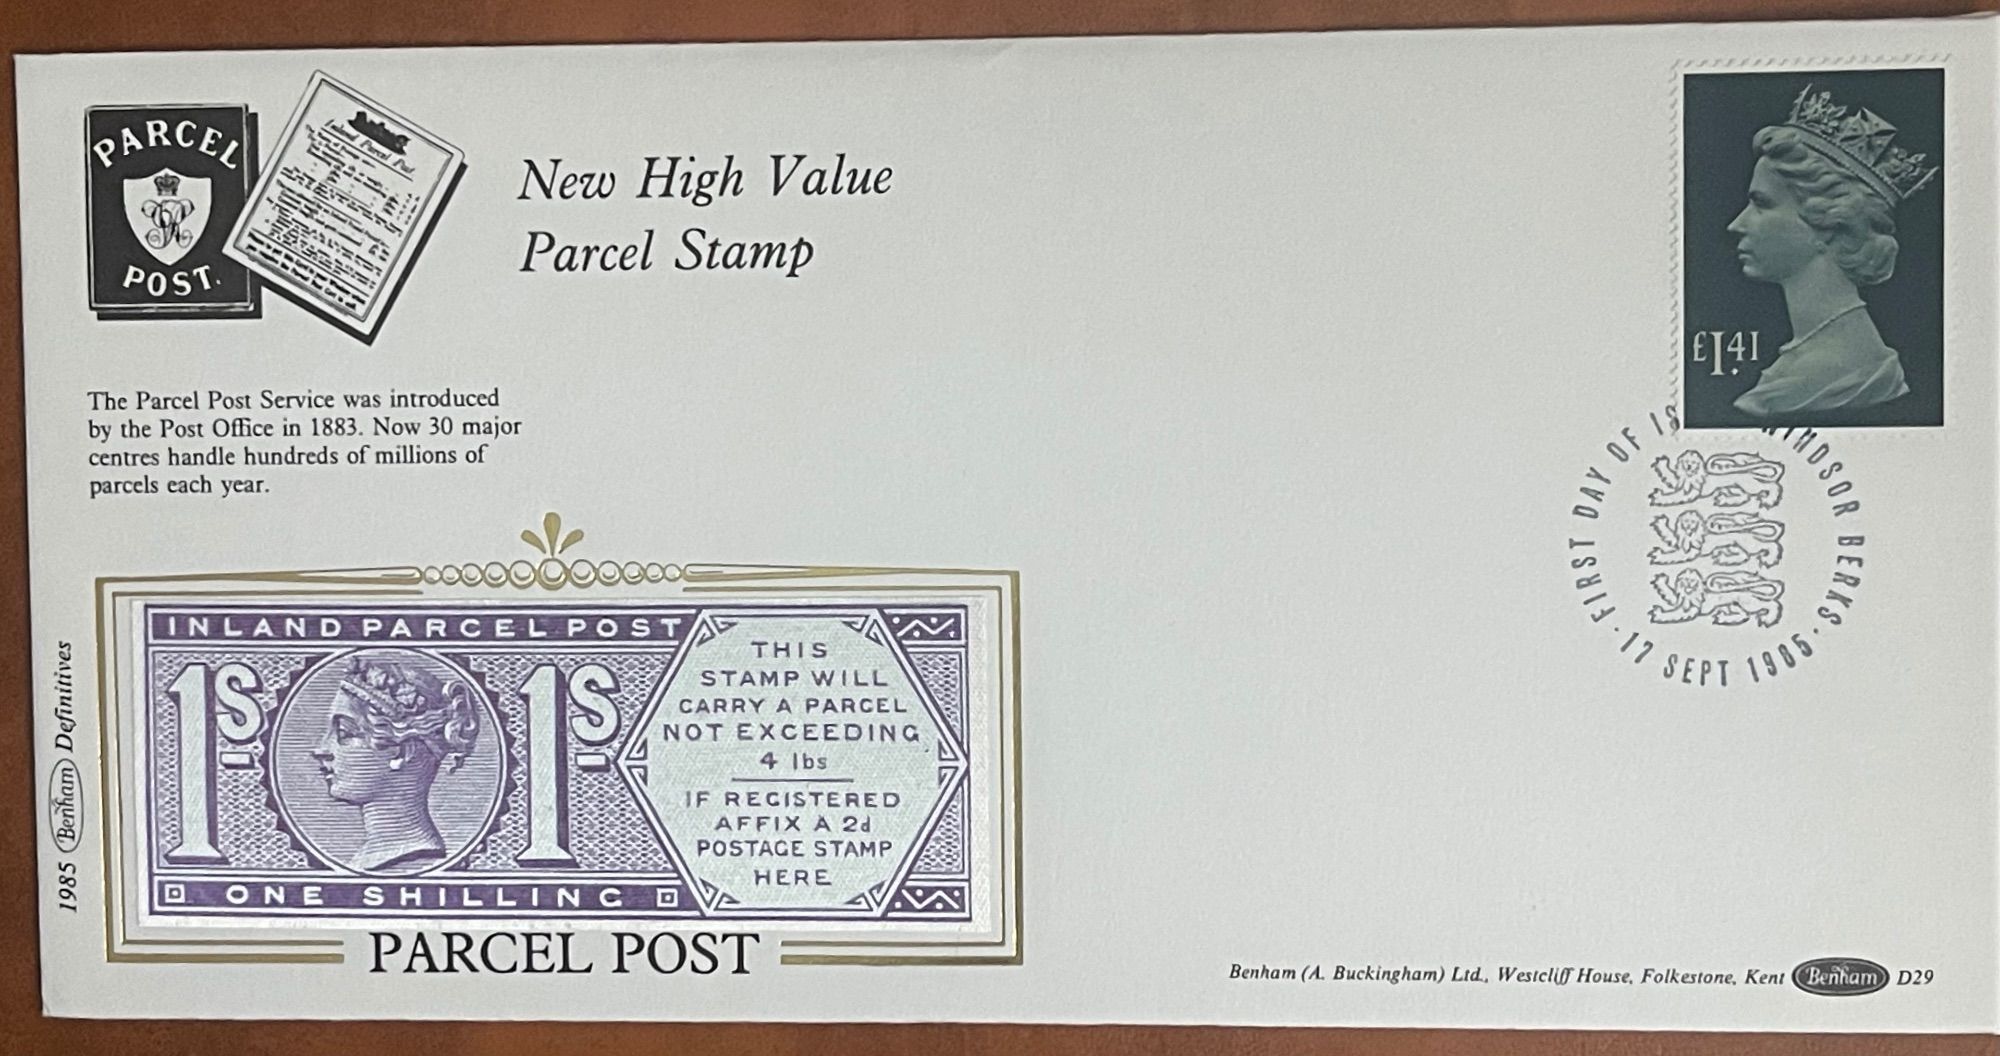 PARCEL
POST.
Inland Parcel Post
New High Value
Parcel Stamp
The Parcel Post Service was introduced
by the Post Office in 1883. Now 30 major
centres handle hundreds of millions of
parcels each year.
£1.41
FIRST DAY OF IS
WINDSOR BERKS
17 SEPT 1985
INLAND PARCEL POST
1S 1S
ONE SHILLING
THIS
STAMP WILL
CARRY A PARCEL
NOT EXCEEDING
4 lbs
IF REGISTERED
AFFIX A 2d
POSTAGE STAMP
HERE
PARCEL POST
1985 Benham Definitives
Benham (A. Buckingham) Ltd., Westcliff House, Folkestone, Kent Benham D29